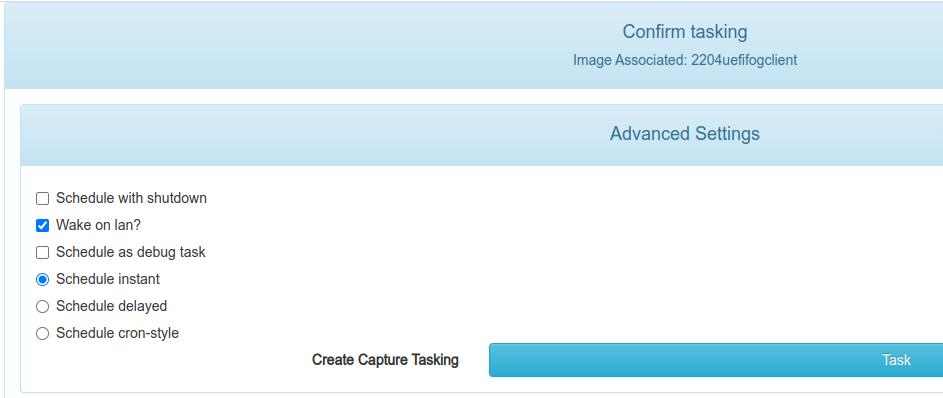 Confirm tasking
Image Associated: 2204uefifogclient
Advanced Settings
Schedule with shutdown
Wake on lan?
Schedule as debug task
Schedule instant
Schedule delayed
Schedule cron-style
Create Capture Tasking Task